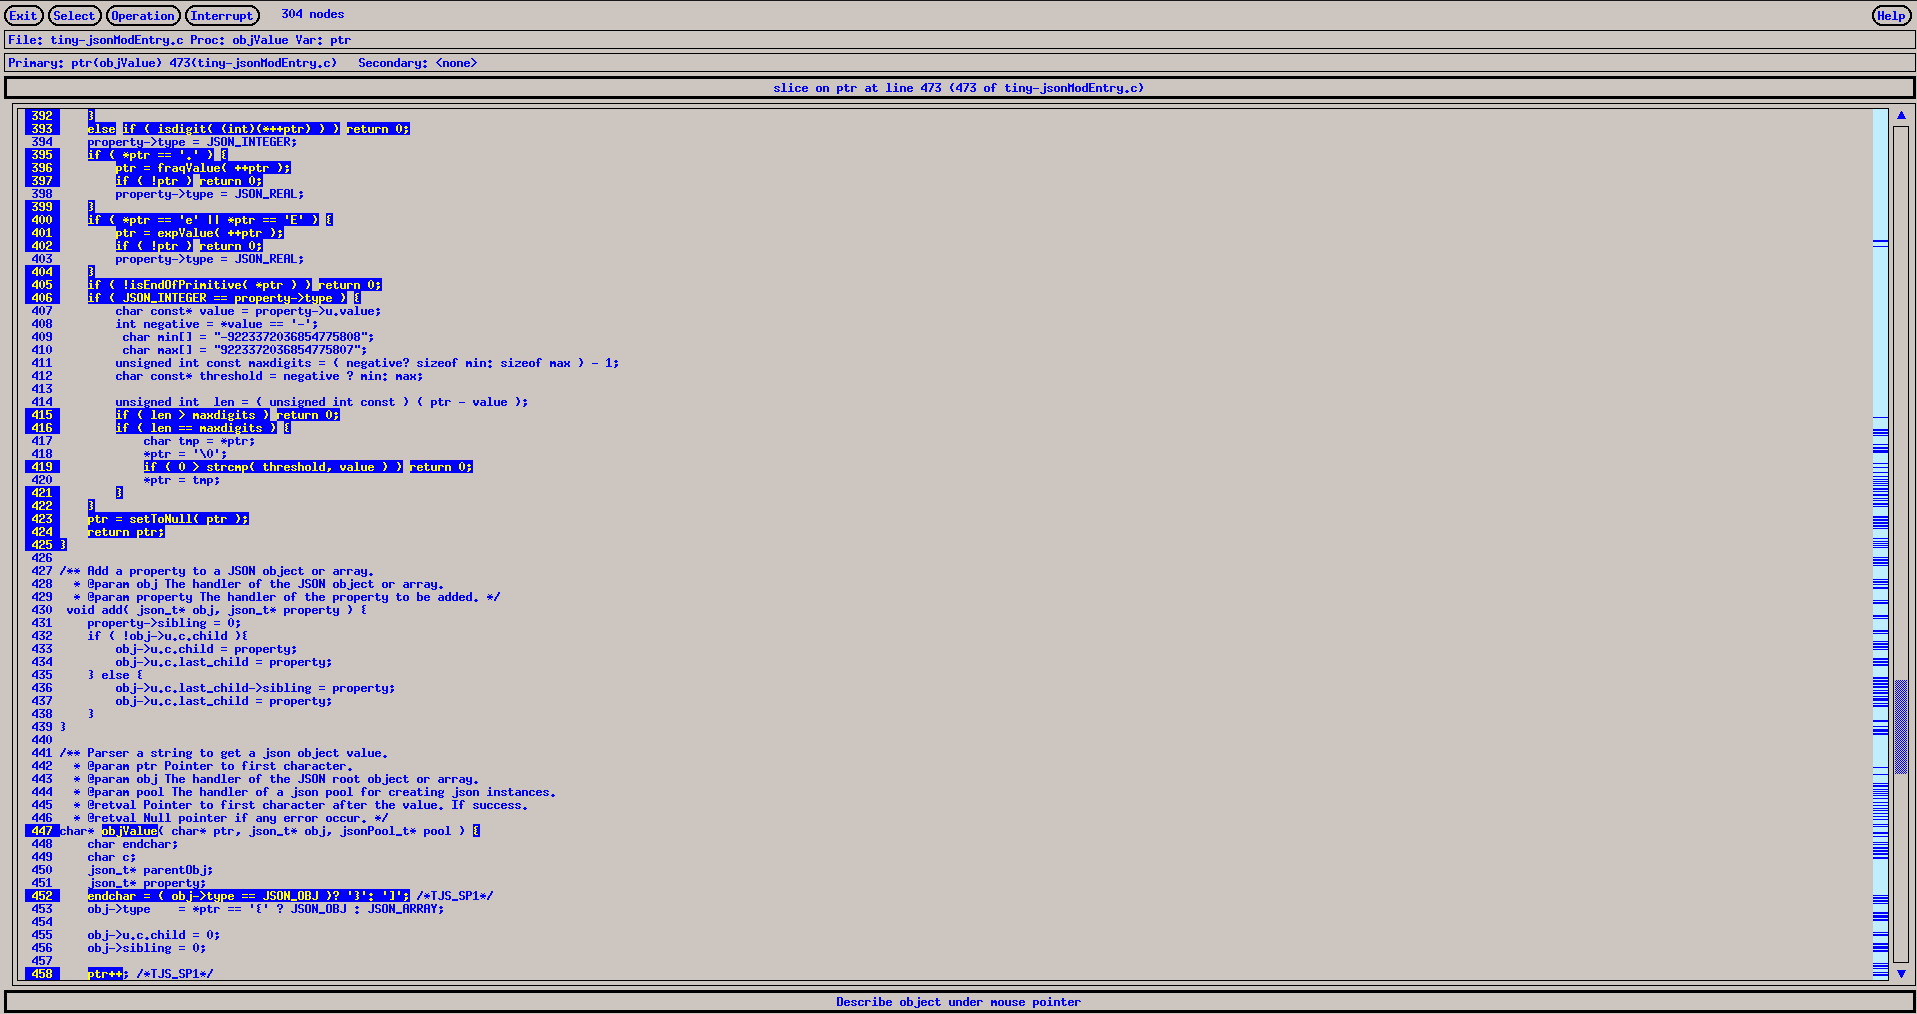 Exit Select Operation Interrupt 304 nodes Help
File: tiny-jsonModEntry.c Proc: objValue Var: ptr
Primary: ptr(objValue) 473(tiny-jsonModEntry.c)   Secondary: <none>
slice on ptr at line 473 (473 of tiny-jsonModEntry.c)
392     }
393     else if ( isdigit( (int)(*++ptr) ) ) return 0;
394     property->type = JSON_INTEGER;
395     if ( *ptr == '.' ) {
396         ptr = fraqValue( ++ptr );
397         if ( !ptr ) return 0;
398         property->type = JSON_REAL;
399     }
400     if ( *ptr == 'e' || *ptr == 'E' ) {
401         ptr = expValue( ++ptr );
402         if ( !ptr ) return 0;
403         property->type = JSON_REAL;
404     }
405     if ( !isEndOfPrimitive( *ptr ) ) return 0;
406     if ( JSON_INTEGER == property->type ) {
407         char const* value = property->u.value;
408         int negative = *value == '-';
409          char min[] = "-9223372036854775808";
410          char max[] = "9223372036854775807";
411         unsigned int const maxdigits = ( negative? sizeof min: sizeof max ) - 1;
412         char const* threshold = negative ? min: max;
413
414         unsigned int  len = ( unsigned int const ) ( ptr - value );
415         if ( len > maxdigits ) return 0;
416         if ( len == maxdigits ) {
417             char tmp = *ptr;
418             *ptr = '\0';
419             if ( 0 > strcmp( threshold, value ) ) return 0;
420             *ptr = tmp;
421         }
422     }
423     ptr = setToNull( ptr );
424     return ptr;
425 }
426
427 /** Add a property to a JSON object or array.
428   * @param obj The handler of the JSON object or array.
429   * @param property The handler of the property to be added. */
430  void add( json_t* obj, json_t* property ) {
431     property->sibling = 0;
432     if ( !obj->u.c.child ){
433         obj->u.c.child = property;
434         obj->u.c.last_child = property;
435     } else {
436         obj->u.c.last_child->sibling = property;
437         obj->u.c.last_child = property;
438     }
439 }
440
441 /** Parser a string to get a json object value.
442   * @param ptr Pointer to first character.
443   * @param obj The handler of the JSON root object or array.
444   * @param pool The handler of a json pool for creating json instances.
445   * @retval Pointer to first character after the value. If success.
446   * @retval Null pointer if any error occur. */
447 char* objValue( char* ptr, json_t* obj, jsonPool_t* pool ) {
448     char endchar;
449     char c;
450     json_t* parentObj;
451     json_t* property;
452     endchar = ( obj->type == JSON_OBJ )? '}': ']'; /*TJS_SP1*/
453     obj->type    = *ptr == '{' ? JSON_OBJ : JSON_ARRAY;
454
455     obj->u.c.child = 0;
456     obj->sibling = 0;
457
458     ptr++; /*TJS_SP1*/
Describe object under mouse pointer